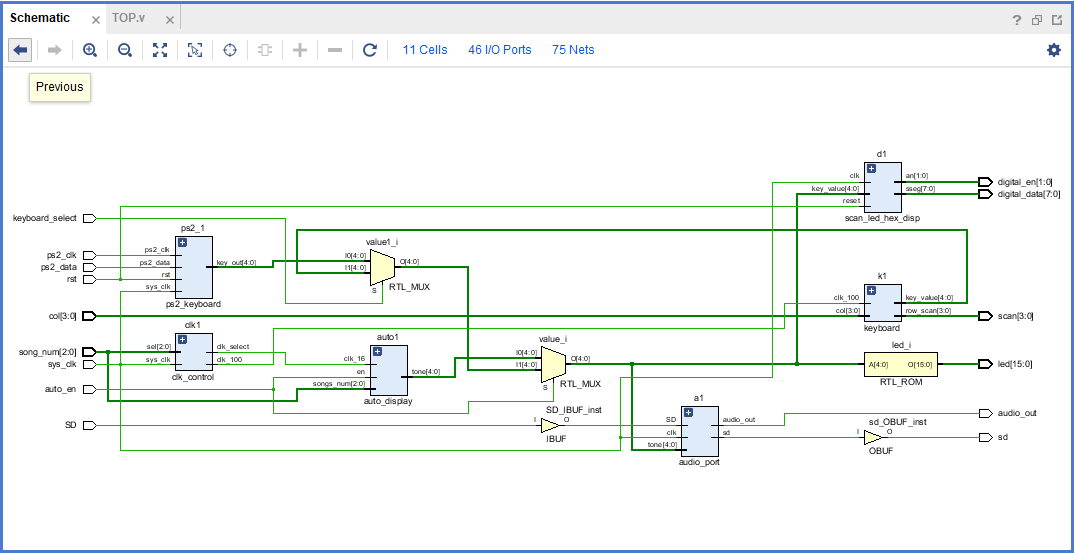 Schematic
TOP.v
11 Cells 46 I/O Ports 75 Nets
Previous
d1
clk
key_value[4:0]
reset
an[1:0]
sseg[7:0]
scan_led_hex_disp
digital_en[1:0]
digital_data[7:0]
keyboard_select
ps2_clk
ps2_data
rst
ps2_1
ps2_clk
ps2_data
rst
sys_clk
key_out[4:0]
ps2_keyboard
value1_i
I0[4:0]
I1[4:0]
S
O[4:0]
RTL_MUX
k1
clk_100
col[3:0]
key_value[4:0]
row_scan[3:0]
keyboard
scan[3:0]
col[3:0]
song_num[2:0]
sys_clk
auto_en
SD
clk1
sel[2:0]
sys_clk
clk_select
clk_100
clk_control
auto1
clk_16
en
songs_num[2:0]
tone[4:0]
auto_display
value_i
I0[4:0]
I1[4:0]
S
O[4:0]
RTL_MUX
led_i
A[4:0]
O[15:0]
RTL_ROM
led[15:0]
SD_IBUF_inst
I
O
IBUF
a1
SD
clk
tone[4:0]
audio_out
sd
audio_port
sd_OBUF_inst
I
O
OBUF
audio_out
sd